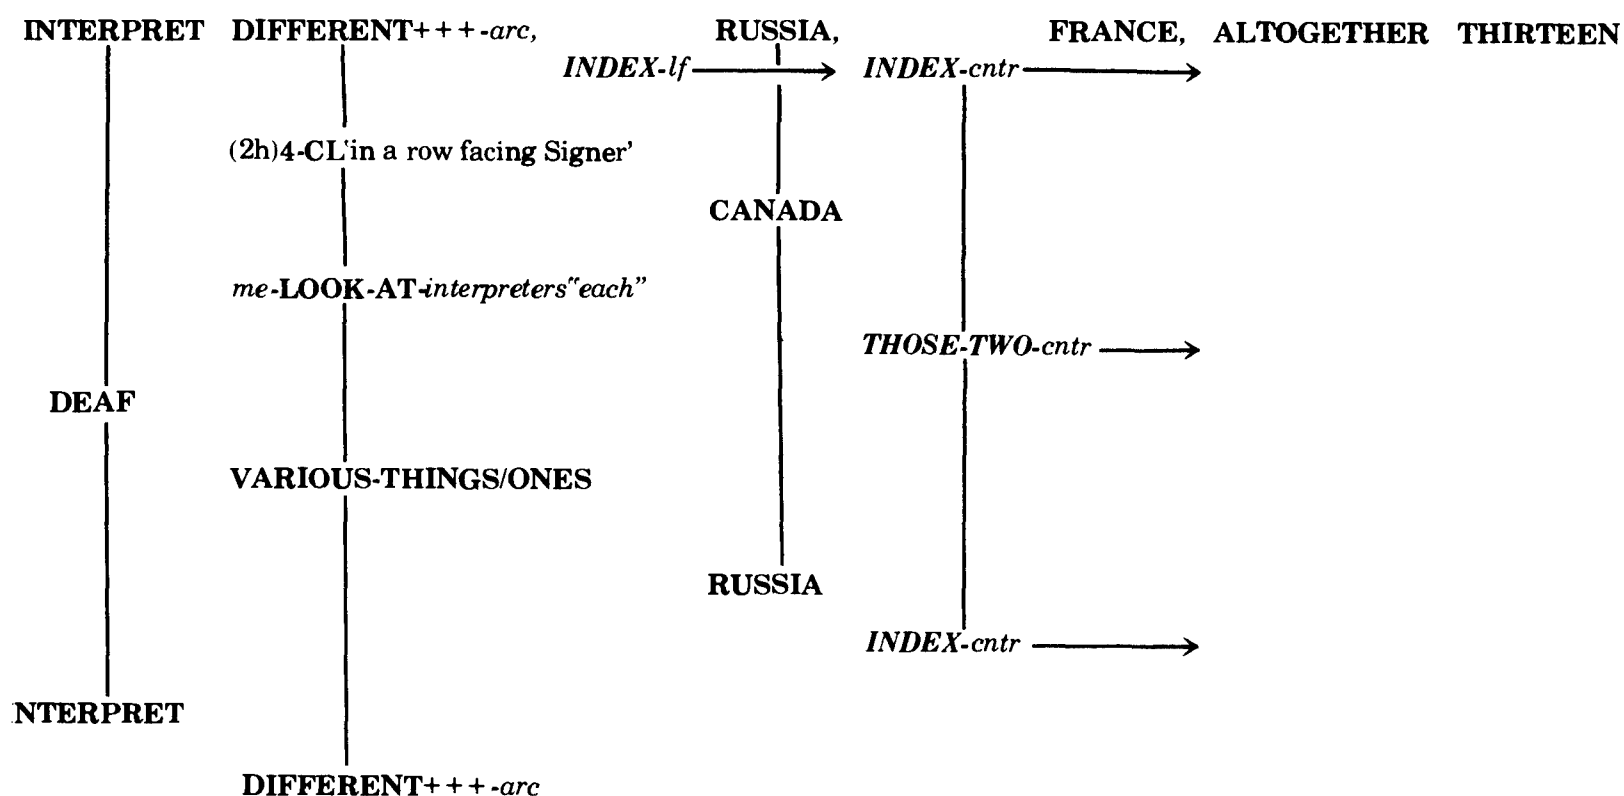 INTERPRET DIFFERENT+++-arc, RUSSIA, FRANCE, ALTOGETHER THIRTEEN
INDEX-lf INDEX-cntr
(2h)4-CL'in a row facing Signer'
CANADA
me-LOOK-AT-interpreters"each"
THOSE-TWO-cntr
DEAF
VARIOUS-THINGS/ONES
RUSSIA
INDEX-cntr
NTERPRET
DIFFERENT+++-arc